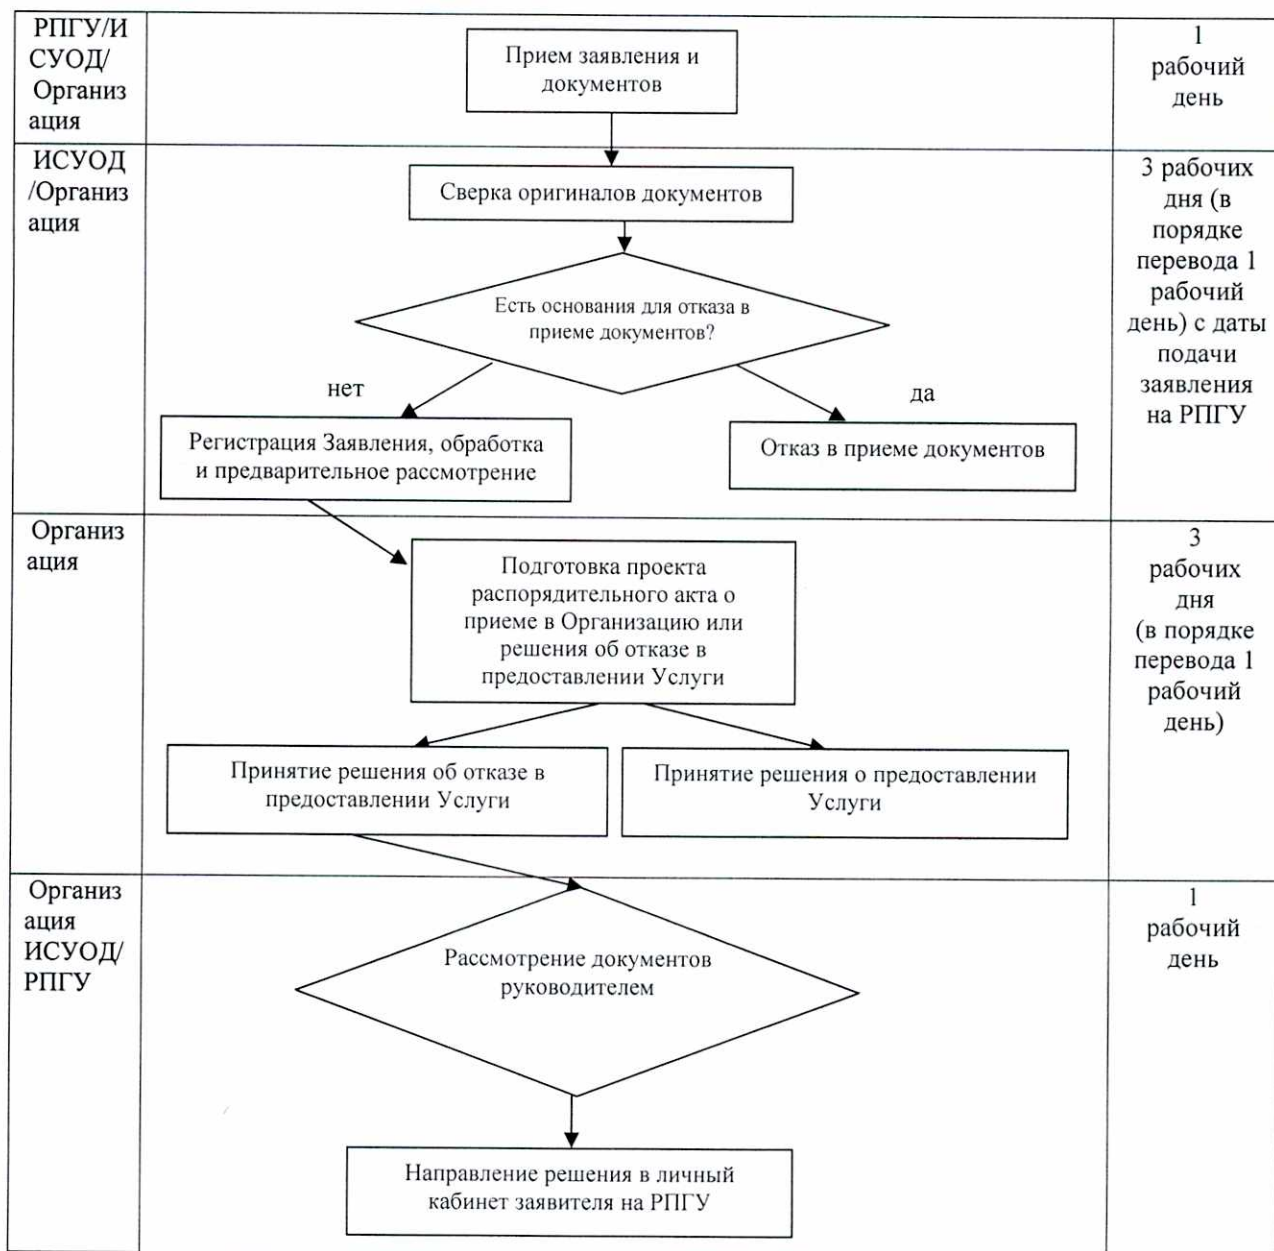 РПГУ/И
СУОД/
Организ
ация
Прием заявления и
документов
1
рабочий
день
ИСУОД
/Организ
ация
Сверка оригиналов документов
Есть основания для отказа в
приеме документов?
нет
да
Регистрация Заявления, обработка
и предварительное рассмотрение
Отказ в приеме документов
3 рабочих
дня (в
порядке
перевода 1
рабочий
день) с даты
подачи
заявления
на РПГУ
Организ
ация
Подготовка проекта
распорядительного акта о
приеме в Организацию или
решения об отказе в
предоставлении Услуги
Принятие решения об отказе в
предоставлении Услуги
Принятие решения о предоставлении
Услуги
3
рабочих
дня
(в порядке
перевода 1
рабочий
день)
Организ
ация
ИСУОД/
РПГУ
Рассмотрение документов
руководителем
Направление решения в личный
кабинет заявителя на РПГУ
1
рабочий
день